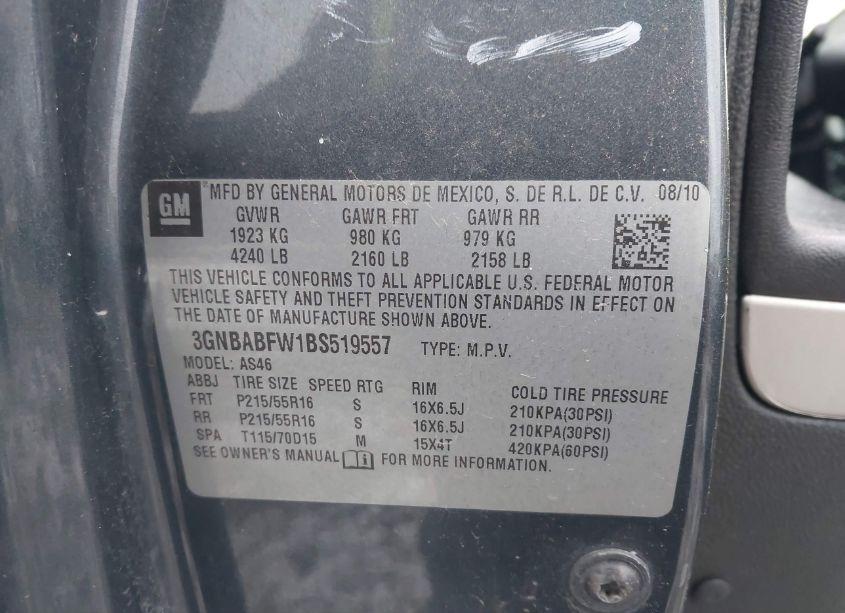 GM
MFD BY GENERAL MOTORS DE MEXICO, S. DE R.L. DE C.V. 08/10
GVWR GAWR FRT GAWR RR
1923 KG 980 KG 979 KG
4240 LB 2160 LB 2158 LB
THIS VEHICLE CONFORMS TO ALL APPLICABLE U.S. FEDERAL MOTOR
VEHICLE SAFETY AND THEFT PREVENTION STANDARDS IN EFFECT ON
THE DATE OF MANUFACTURE SHOWN ABOVE.
3GNBABFW1BS519557 TYPE: M.P.V.
MODEL: AS46
ABBJ TIRE SIZE SPEED RTG RIM COLD TIRE PRESSURE
FRT P215/55R16 S 16X6.5J 210KPA(30PSI)
RR P215/55R16 S 16X6.5J 210KPA(30PSI)
SPA T115/70D15 M 15X4T 420KPA(60PSI)
SEE OWNER'S MANUAL FOR MORE INFORMATION.